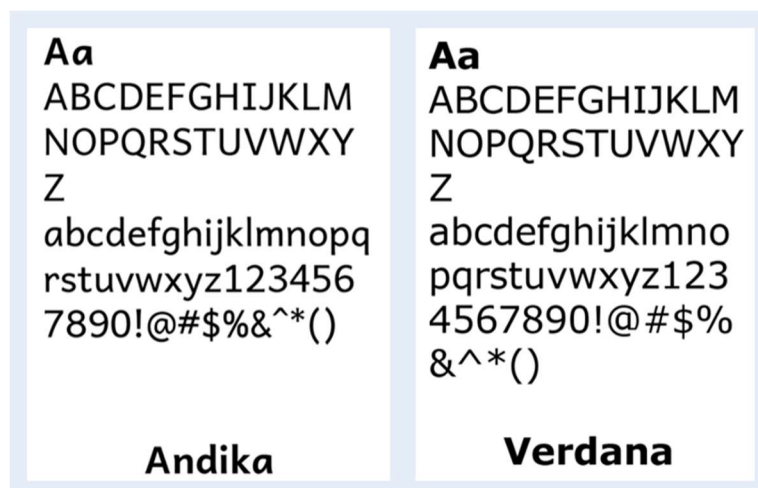 Aa
ABCDEFGHIJKLM
NOPQRSTUVWXY
Z
abcdefghijklmnopq
rstuvwxyz123456
7890!@#$%&^*()
Andika
Aa
ABCDEFGHIJKLM
NOPQRSTUVWXY
Z
abcdefghijklmno
pqrstuvwxyz123
4567890!@#$%
&^*()
Verdana